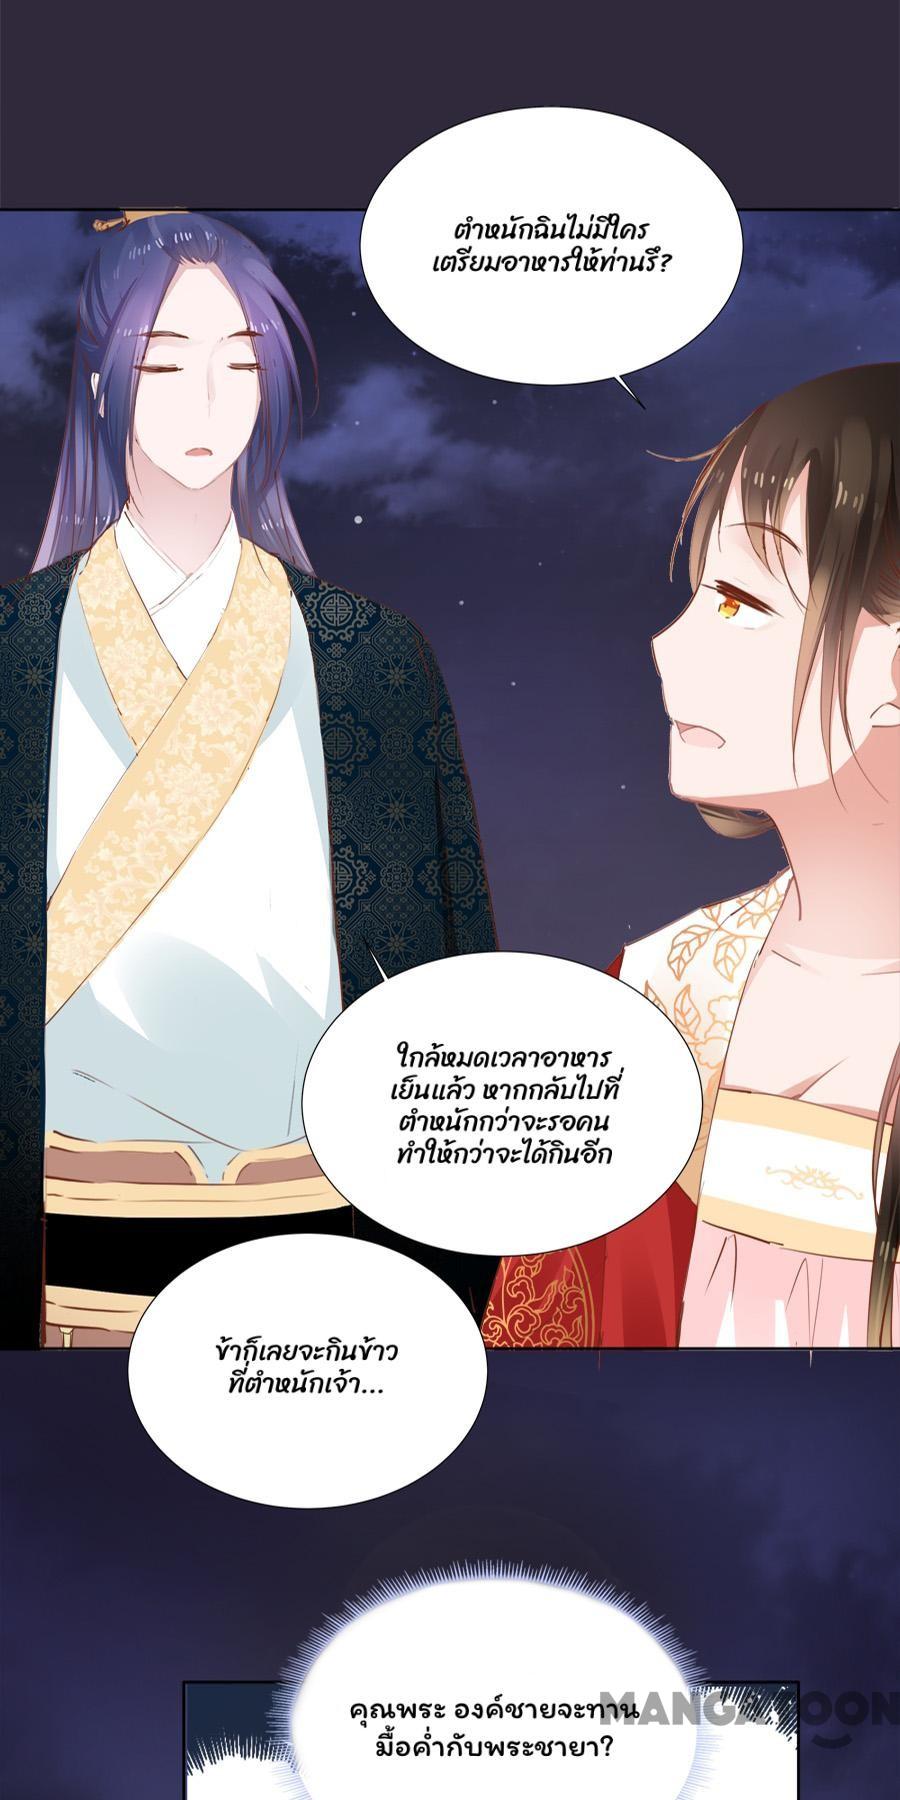 ตำหนักฉินไม่มีใคร
เตรียมอาหารให้ท่านรึ?
ใกล้หมดเวลาอาหาร
เย็นแล้ว หากกลับไปที่
ตำหนักกว่าจะรอคน
ทำให้กว่าจะได้กินอีก
ข้าก็เลยจะกินข้าว
ที่ตำหนักเจ้า...
คุณพระ องค์ชายจะทาน
มื้อค่ำกับพระชายา?
MANGATOON